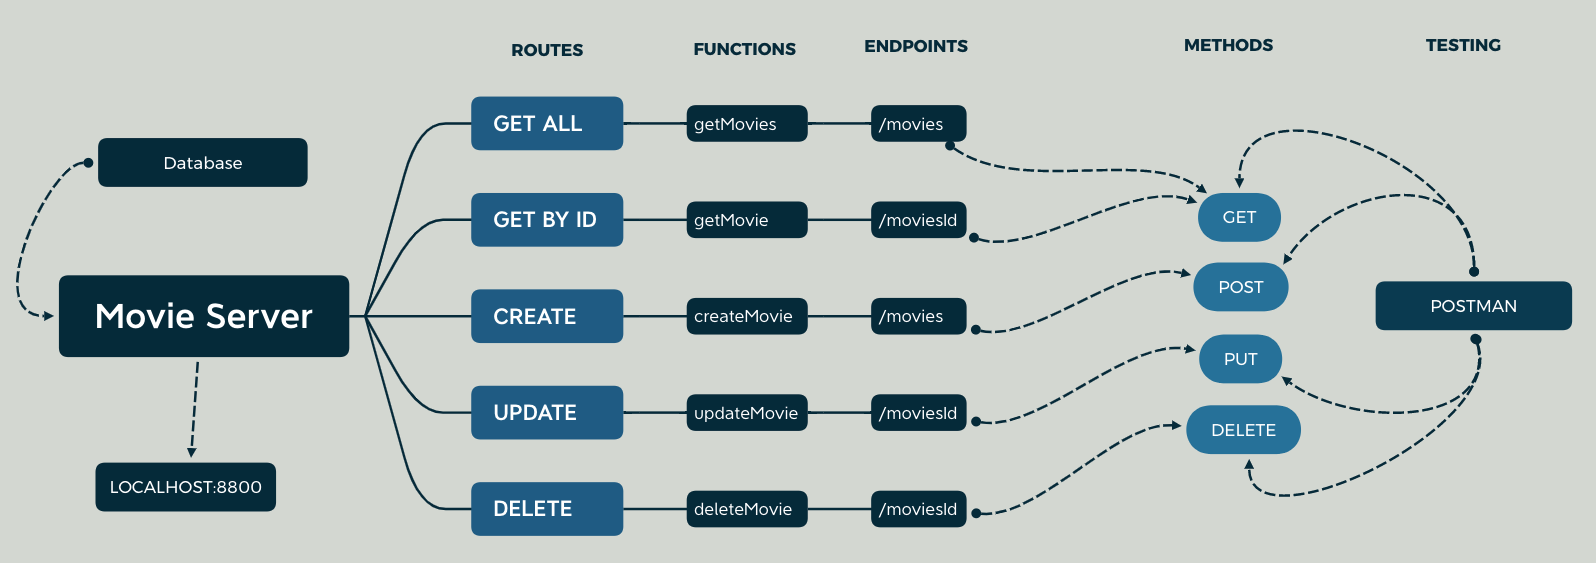 ROUTES
FUNCTIONS
ENDPOINTS
METHODS
TESTING
Database
Movie Server
LOCALHOST:8800
GET ALL
getMovies
/movies
GET BY ID
getMovie
/moviesId
CREATE
createMovie
/movies
UPDATE
updateMovie
/moviesId
DELETE
deleteMovie
/moviesId
GET
POST
PUT
DELETE
POSTMAN